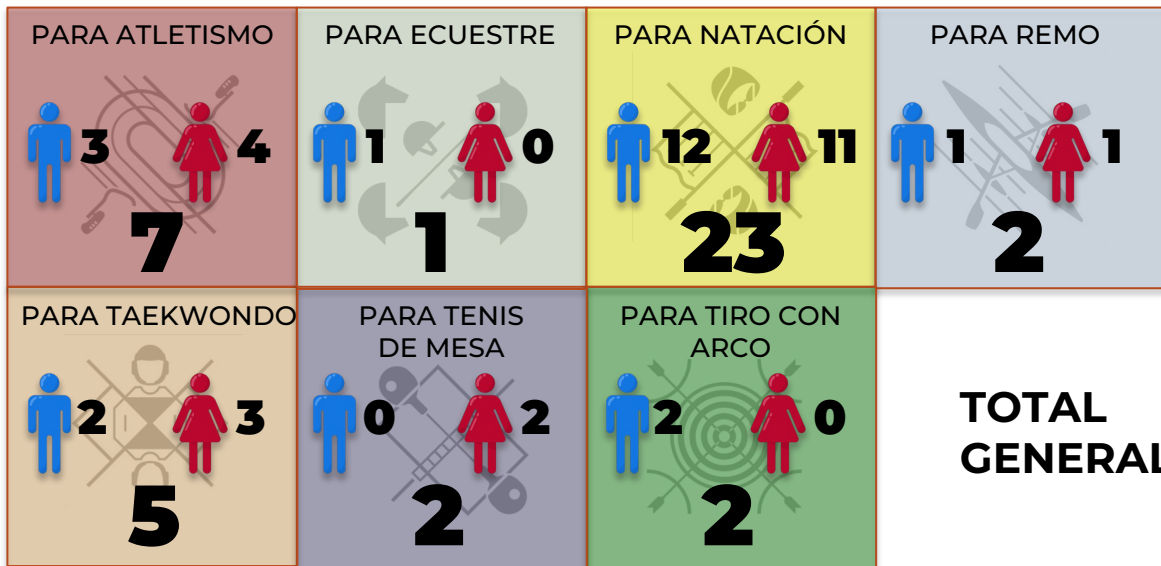 PARA ATLETISMO
3 4
7
PARA ECUESTRE
1 0
1
PARA NATACIÓN
12 11
23
PARA REMO
1 1
2
PARA TAEKWONDO
2 3
5
PARA TENIS
DE MESA
0 2
2
PARA TIRO CON
ARCO
2 0
2
TOTAL
GENERAL